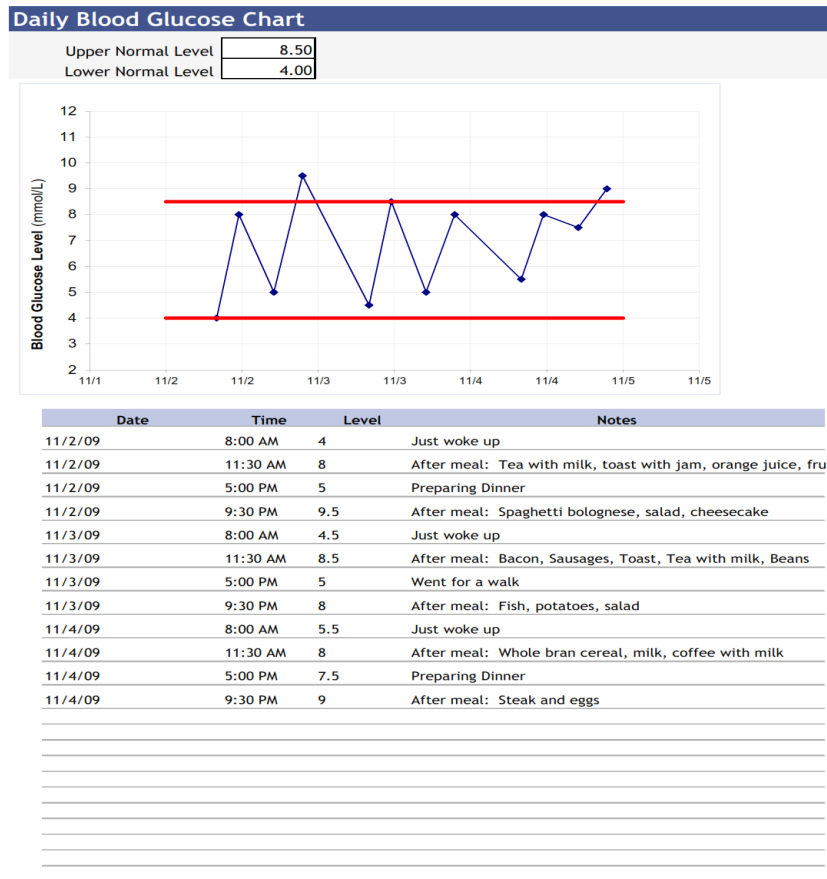 Daily Blood Glucose Chart
Upper Normal Level 8.50
Lower Normal Level 4.00
Blood Glucose Level (mmol/L)
12
11
10
9
8
7
6
5
4
3
2
11/1 11/2 11/2 11/3 11/3 11/4 11/4 11/5 11/5
Date Time Level Notes
11/2/09 8:00 AM 4 Just woke up
11/2/09 11:30 AM 8 After meal: Tea with milk, toast with jam, orange juice, fru
11/2/09 5:00 PM 5 Preparing Dinner
11/2/09 9:30 PM 9.5 After meal: Spaghetti bolognese, salad, cheesecake
11/3/09 8:00 AM 4.5 Just woke up
11/3/09 11:30 AM 8.5 After meal: Bacon, Sausages, Toast, Tea with milk, Beans
11/3/09 5:00 PM 5 Went for a walk
11/3/09 9:30 PM 8 After meal: Fish, potatoes, salad
11/4/09 8:00 AM 5.5 Just woke up
11/4/09 11:30 AM 8 After meal: Whole bran cereal, milk, coffee with milk
11/4/09 5:00 PM 7.5 Preparing Dinner
11/4/09 9:30 PM 9 After meal: Steak and eggs